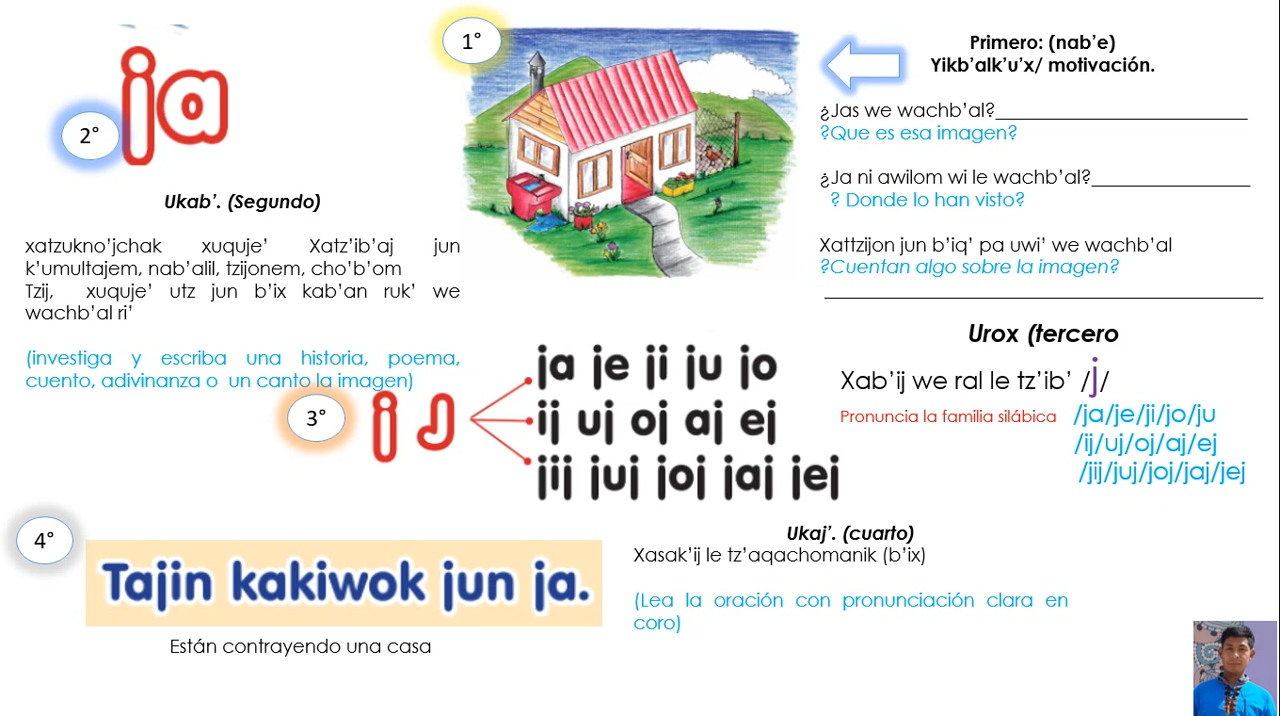 1°
Primero: (nab’e)
Yikb’alk’u’x/ motivación.
¿Jas we wachb’al?__________________________
?Que es esa imagen?
¿Ja ni awilom wi le wachb’al?________________
? Donde lo han visto?
Xattzijon jun b’iq’ pa uwi’ we wachb’al
?Cuentan algo sobre la imagen?
_____________________________________________
2°
ja
Ukab’. (Segundo)
xatzukno’jchak xuquje’ Xatz’ib’aj jun
k’umultajem, nab’alil, tzijonem, cho’b’om
Tzij, xuquje’ utz jun b’ix kab’an ruk’ we
wachb’al ri’
(investiga y escriba una historia, poema,
cuento, adivinanza o un canto la imagen)
3°
j J
ja je ji ju jo
ij uj oj aj ej
jij juj joj jaj jej
Urox (tercero
Xab’ij we ral le tz’ib’ /j/
Pronuncia la familia silábica /ja/je/ji/jo/ju
/ij/uj/oj/aj/ej
/jij/juj/joj/jaj/jej
4°
Tajin kakiwok jun ja.
Están contrayendo una casa
Ukaj’. (cuarto)
Xasak’ij le tz’aqachomanik (b’ix)
(Lea la oración con pronunciación clara en
coro)